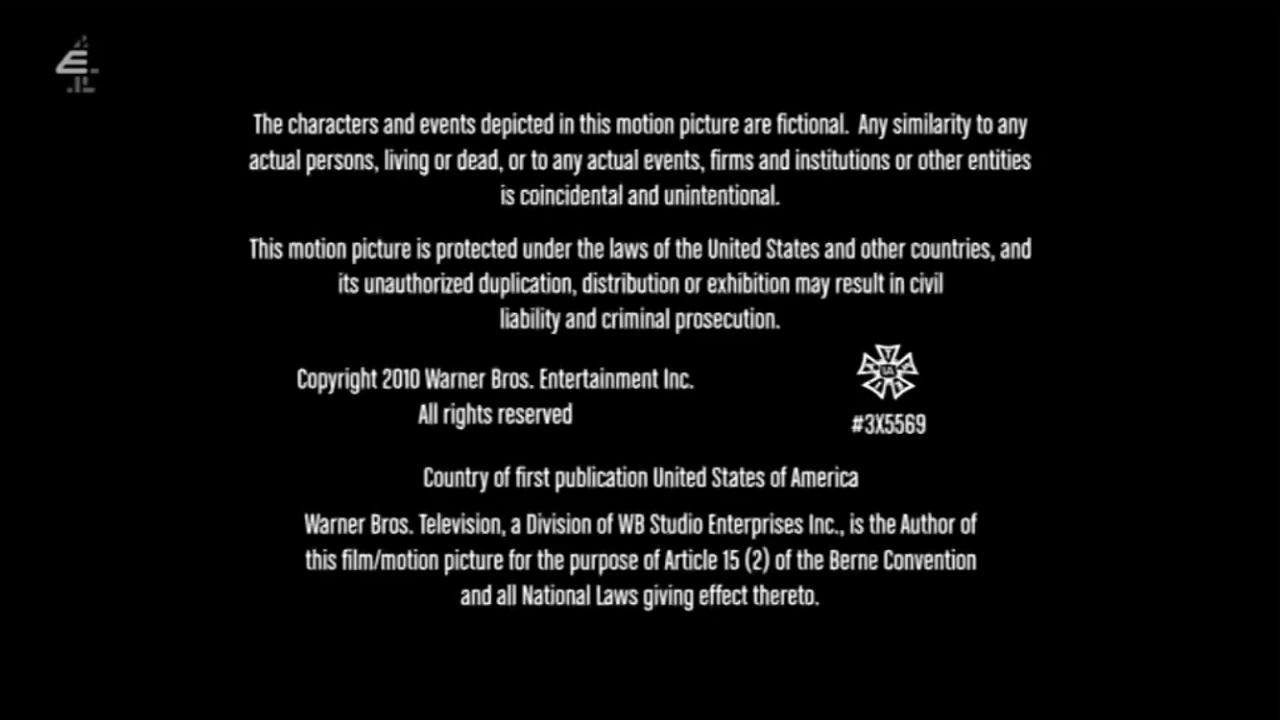 E4
The characters and events depicted in this motion picture are fictional.  Any similarity to any
actual persons, living or dead, or to any actual events, firms and institutions or other entities
is coincidental and unintentional.
This motion picture is protected under the laws of the United States and other countries, and
its unauthorized duplication, distribution or exhibition may result in civil
liability and criminal prosecution.
Copyright 2010 Warner Bros. Entertainment Inc.
All rights reserved
IA
#3X5569
Country of first publication United States of America
Warner Bros. Television, a Division of WB Studio Enterprises Inc., is the Author of
this film/motion picture for the purpose of Article 15 (2) of the Berne Convention
and all National Laws giving effect thereto.